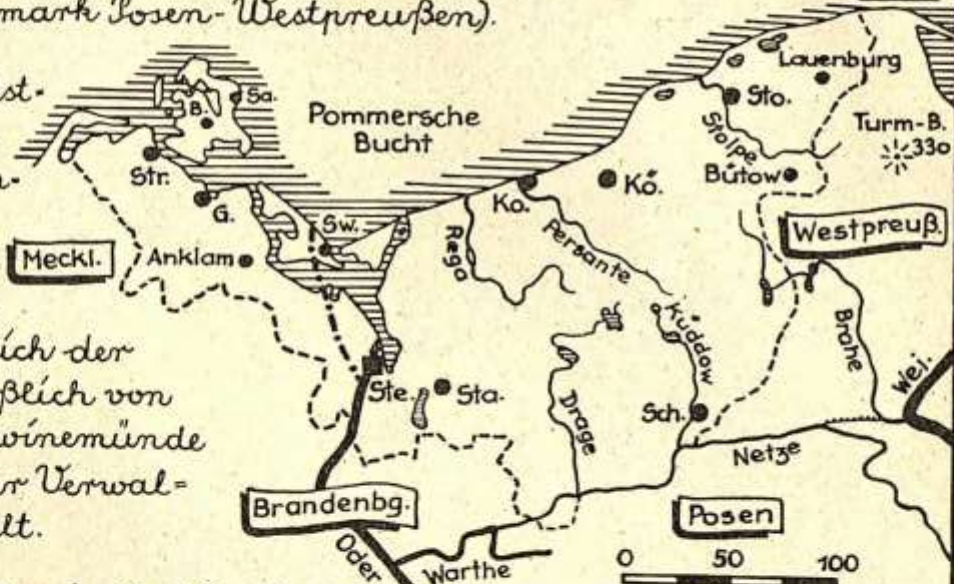 mark Posen-Westpreußen).
st-
n-
ich der
ßlich von
winemünde
r Verwal=
lt.
Lauenburg
Sa.
B.
Sto.
Pommersche
Bucht
Stolpe
Turm-B.
330
Str.
Bütow
Kö.
Ko.
G.
Sw.
Westpreuß.
Meckl.
Anklam
Rega
Persante
Küddow
Brahe
Wei.
Ste.
Sta.
Drage
Sch.
Netze
Brandenbg.
Posen
Oder
Warthe
0 50 100